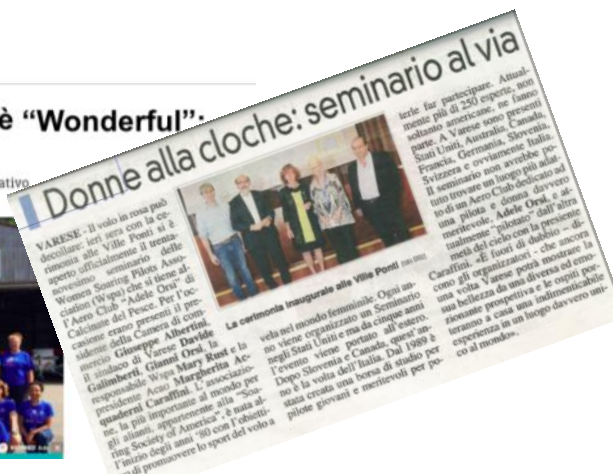 è “Wonderful”:
ativo
Donne alla cloche: seminario al via
VARESE - Il volo in rosa può
decollare: ieri sera con la ce-
rimonia alle Ville Ponti si è
aperto ufficialmente il trenta-
novesimo seminario delle
Women Soaring Pilots Asso-
ciation (Wspa) che si tiene al-
l'Aero Club "Adele Orsi" di
Calcinate del Pesce. Per l'oc-
casione erano presenti il pre-
sidente della Camera di com-
mercio Giuseppe Albertini,
il sindaco di Varese Davide
Galimberti, Gianni Orsi, la
responsabile Wspa Mary Rust e la
presidente Acao Margherita Ac-
quaderni Caraffini. L'associazio-
ne, la più importante al mondo per
gli alianti, appartenente alla "Soa-
ring Society of America", è nata al-
l'inizio degli anni '80 con l'obietti-
vo di promuovere lo sport del volo a
La cerimonia inaugurale alle Ville Ponti
vela nel mondo femminile. Ogni an-
no viene organizzato un Seminario
negli Stati Uniti e ma da cinque anni
l'evento viene portato all'estero.
Dopo Slovenia e Canada, quest'an-
no è la volta dell'Italia. Dal 1989 è
stata creata una borsa di studio per
pilote giovani e meritevoli per po-
terle far partecipare. Attual-
mente più di 250 esperte, non
soltanto americane, ne fanno
parte. A Varese sono presenti
Stati Uniti, Australia, Canada,
Francia, Germania, Slovenia,
Svizzera e ovviamente Italia.
Il seminario non avrebbe po-
tuto trovare un luogo più adat-
to di un Aero Club dedicato ad
una pilota e donna davvero
meritevole, Adele Orsi, e at-
tualmente "pilotato" dall'altra
metà del cielo con la presente
Caraffini. «È fuori di dubbio - di-
cono gli organizzatori - che ancora
una volta Varese potrà mostrare la
sua bellezza da una diversa ed emo-
zionante prospettiva e le ospiti por-
teranno a casa una indimenticabile
esperienza in un luogo davvero uni-
co al mondo».